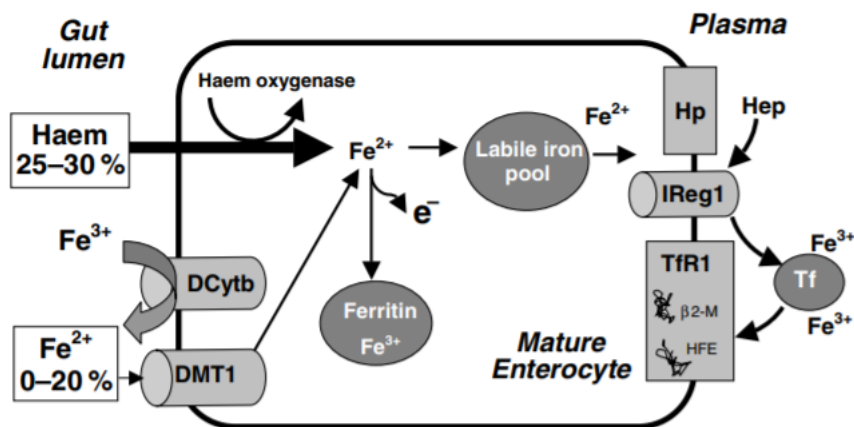 Gut
lumen
Plasma
Haem oxygenase
Haem
25–30 %
Fe²⁺
Labile iron
pool
Fe²⁺
Hp
Hep
IReg1
e⁻
Fe³⁺
DCytb
Ferritin
Fe³⁺
TfR1
β2-M
HFE
Fe³⁺
Tf
Fe³⁺
Fe²⁺
0–20 %
DMT1
Mature
Enterocyte